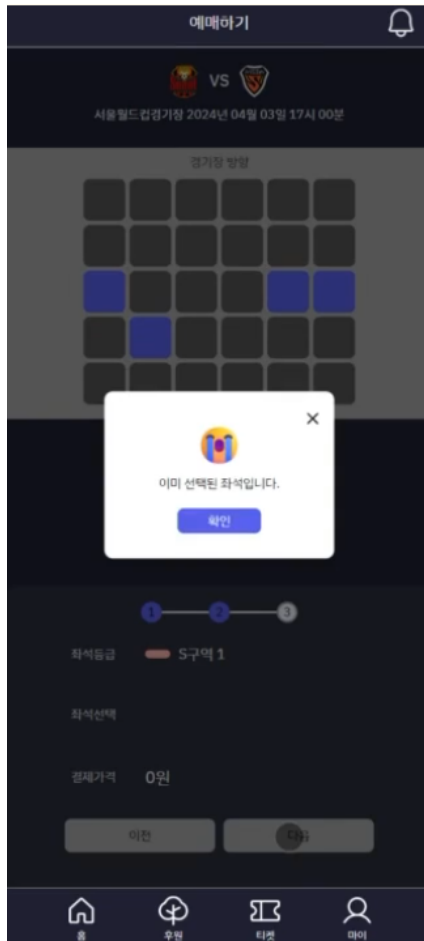 예매하기
VS
서울월드컵경기장 2024년 04월 03일 17시 00분
경기장 방향
이미 선택된 좌석입니다.
확인
1 2 3
좌석등급 S구역 1
좌석선택
결제가격 0원
이전 다음
홈 후원 티켓 마이